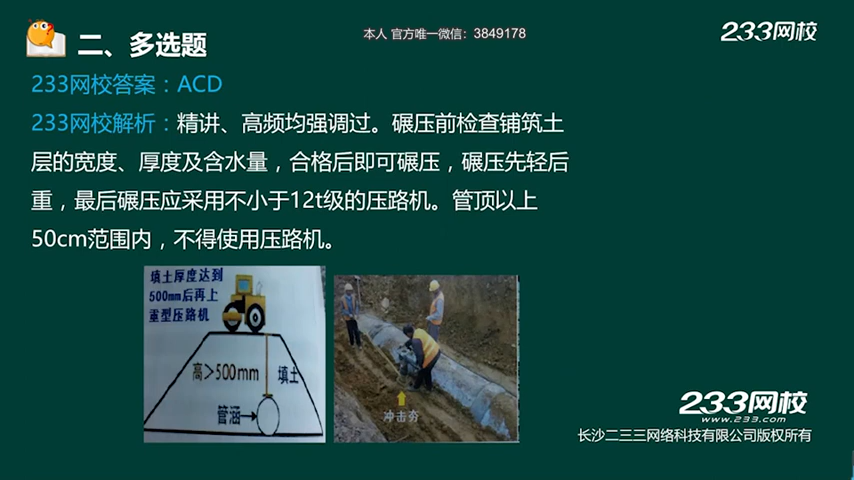 本人 官方唯一微信：3849178
233网校
二、多选题
233网校答案：ACD
233网校解析：精讲、高频均强调过。碾压前检查铺筑土
层的宽度、厚度及含水量，合格后即可碾压，碾压先轻后
重，最后碾压应采用不小于12t级的压路机。管顶以上
50cm范围内，不得使用压路机。
填土厚度达到
500mm后再上
重型压路机
高>500mm
填土
管涵
冲击夯
233网校
www.233.com
长沙二三三网络科技有限公司版权所有